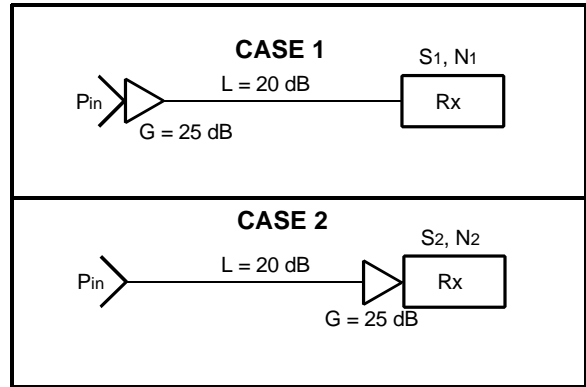 CASE 1
S1, N1
L = 20 dB
Pin
Rx
G = 25 dB
CASE 2
S2, N2
L = 20 dB
Pin
Rx
G = 25 dB